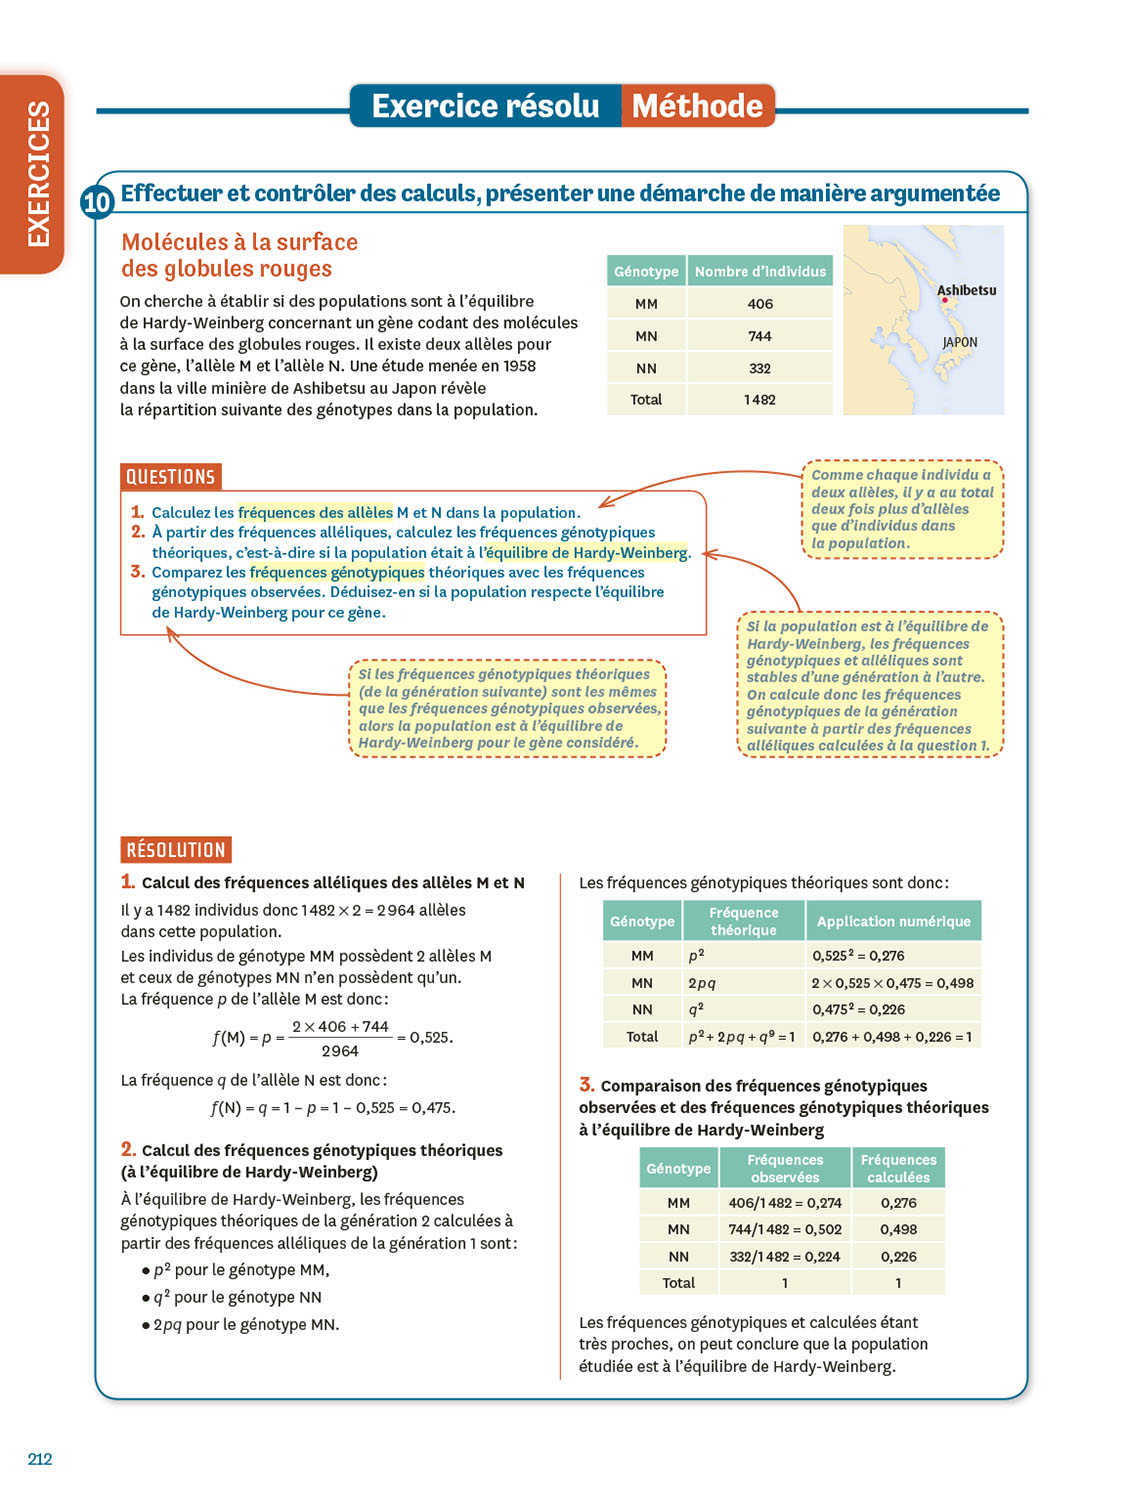 EXERCICES
Exercice résolu Méthode
10 Effectuer et contrôler des calculs, présenter une démarche de manière argumentée
Molécules à la surface
des globules rouges
On cherche à établir si des populations sont à l'équilibre
de Hardy-Weinberg concernant un gène codant des molécules
à la surface des globules rouges. Il existe deux allèles pour
ce gène, l'allèle M et l'allèle N. Une étude menée en 1958
dans la ville minière de Ashibetsu au Japon révèle
la répartition suivante des génotypes dans la population.
Génotype Nombre d'individus
MM 406
MN 744
NN 332
Total 1 482
Ashibetsu
JAPON
QUESTIONS
1. Calculez les fréquences des allèles M et N dans la population.
2. À partir des fréquences alléliques, calculez les fréquences génotypiques
théoriques, c'est-à-dire si la population était à l'équilibre de Hardy-Weinberg.
3. Comparez les fréquences génotypiques théoriques avec les fréquences
génotypiques observées. Déduisez-en si la population respecte l'équilibre
de Hardy-Weinberg pour ce gène.
Comme chaque individu a
deux allèles, il y a au total
deux fois plus d'allèles
que d'individus dans
la population.
Si la population est à l'équilibre de
Hardy-Weinberg, les fréquences
génotypiques et alléliques sont
stables d'une génération à l'autre.
On calcule donc les fréquences
génotypiques de la génération
suivante à partir des fréquences
alléliques calculées à la question 1.
Si les fréquences génotypiques théoriques
(de la génération suivante) sont les mêmes
que les fréquences génotypiques observées,
alors la population est à l'équilibre de
Hardy-Weinberg pour le gène considéré.
RÉSOLUTION
1. Calcul des fréquences alléliques des allèles M et N
Il y a 1 482 individus donc 1 482 × 2 = 2 964 allèles
dans cette population.
Les individus de génotype MM possèdent 2 allèles M
et ceux de génotypes MN n'en possèdent qu'un.
La fréquence p de l'allèle M est donc :
f(M) = p = (2 × 406 + 744) / 2964 = 0,525.
La fréquence q de l'allèle N est donc :
f(N) = q = 1 – p = 1 – 0,525 = 0,475.
2. Calcul des fréquences génotypiques théoriques
(à l'équilibre de Hardy-Weinberg)
À l'équilibre de Hardy-Weinberg, les fréquences
génotypiques théoriques de la génération 2 calculées à
partir des fréquences alléliques de la génération 1 sont :
● p² pour le génotype MM,
● q² pour le génotype NN
● 2pq pour le génotype MN.
Les fréquences génotypiques théoriques sont donc :
Génotype Fréquence théorique Application numérique
MM p² 0,525² = 0,276
MN 2pq 2 × 0,525 × 0,475 = 0,498
NN q² 0,475² = 0,226
Total p² + 2pq + q⁹ = 1 0,276 + 0,498 + 0,226 = 1
3. Comparaison des fréquences génotypiques
observées et des fréquences génotypiques théoriques
à l'équilibre de Hardy-Weinberg
Génotype Fréquences observées Fréquences calculées
MM 406/1 482 = 0,274 0,276
MN 744/1 482 = 0,502 0,498
NN 332/1 482 = 0,224 0,226
Total 1 1
Les fréquences génotypiques et calculées étant
très proches, on peut conclure que la population
étudiée est à l'équilibre de Hardy-Weinberg.
212